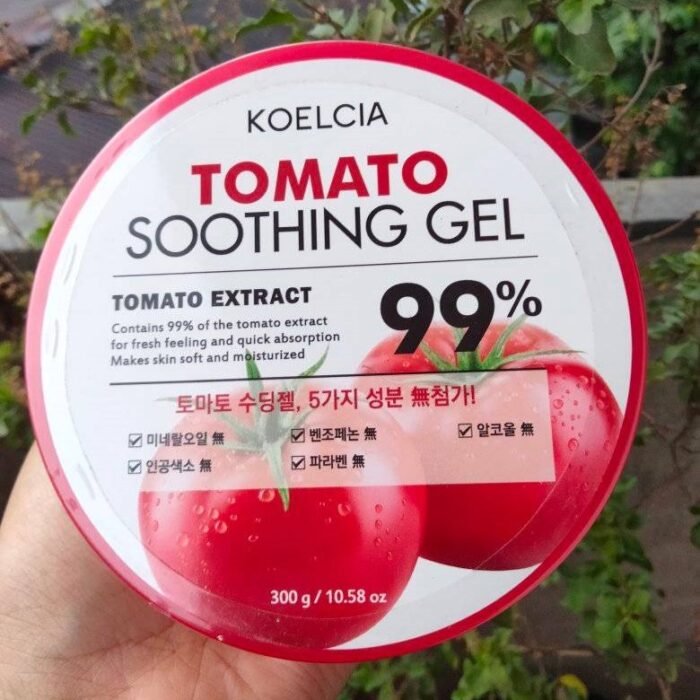 KOELCIA
TOMATO
SOOTHING GEL
TOMATO EXTRACT
Contains 99% of the tomato extract
for fresh feeling and quick absorption
Makes skin soft and moisturized
99%
토마토 수딩젤, 5가지 성분 無첨가!
미네랄오일 無 벤조페논 無 알코올 無
인공색소 無 파라벤 無
300 g / 10.58 oz